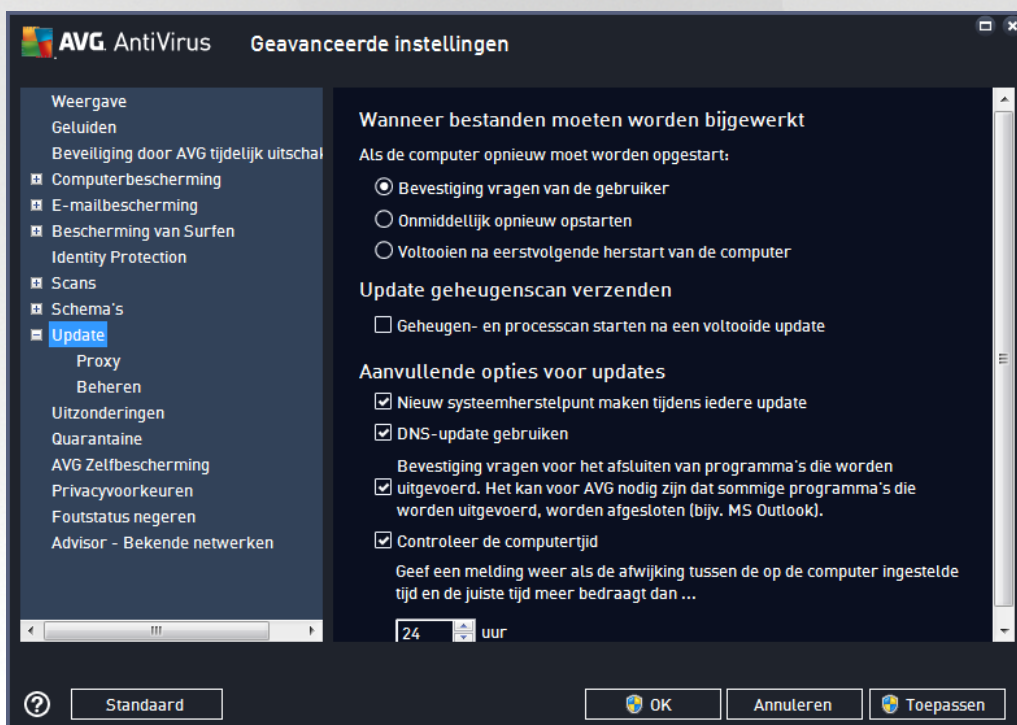 AVG. AntiVirus Geavanceerde instellingen
Weergave
Geluiden
Beveiliging door AVG tijdelijk uitschak
Computerbescherming
E-mailbescherming
Bescherming van Surfen
Identity Protection
Scans
Schema's
Update
Proxy
Beheren
Uitzonderingen
Quarantaine
AVG Zelfbescherming
Privacyvoorkeuren
Foutstatus negeren
Advisor - Bekende netwerken
Wanneer bestanden moeten worden bijgewerkt
Als de computer opnieuw moet worden opgestart:
Bevestiging vragen van de gebruiker
Onmiddellijk opnieuw opstarten
Voltooien na eerstvolgende herstart van de computer
Update geheugenscan verzenden
Geheugen- en processcan starten na een voltooide update
Aanvullende opties voor updates
Nieuw systeemherstelpunt maken tijdens iedere update
DNS-update gebruiken
Bevestiging vragen voor het afsluiten van programma's die worden
uitgevoerd. Het kan voor AVG nodig zijn dat sommige programma's die
worden uitgevoerd, worden afgesloten (bijv. MS Outlook).
Controleer de computertijd
Geef een melding weer als de afwijking tussen de op de computer ingestelde
tijd en de juiste tijd meer bedraagt dan ...
24 uur
? Standaard OK Annuleren Toepassen